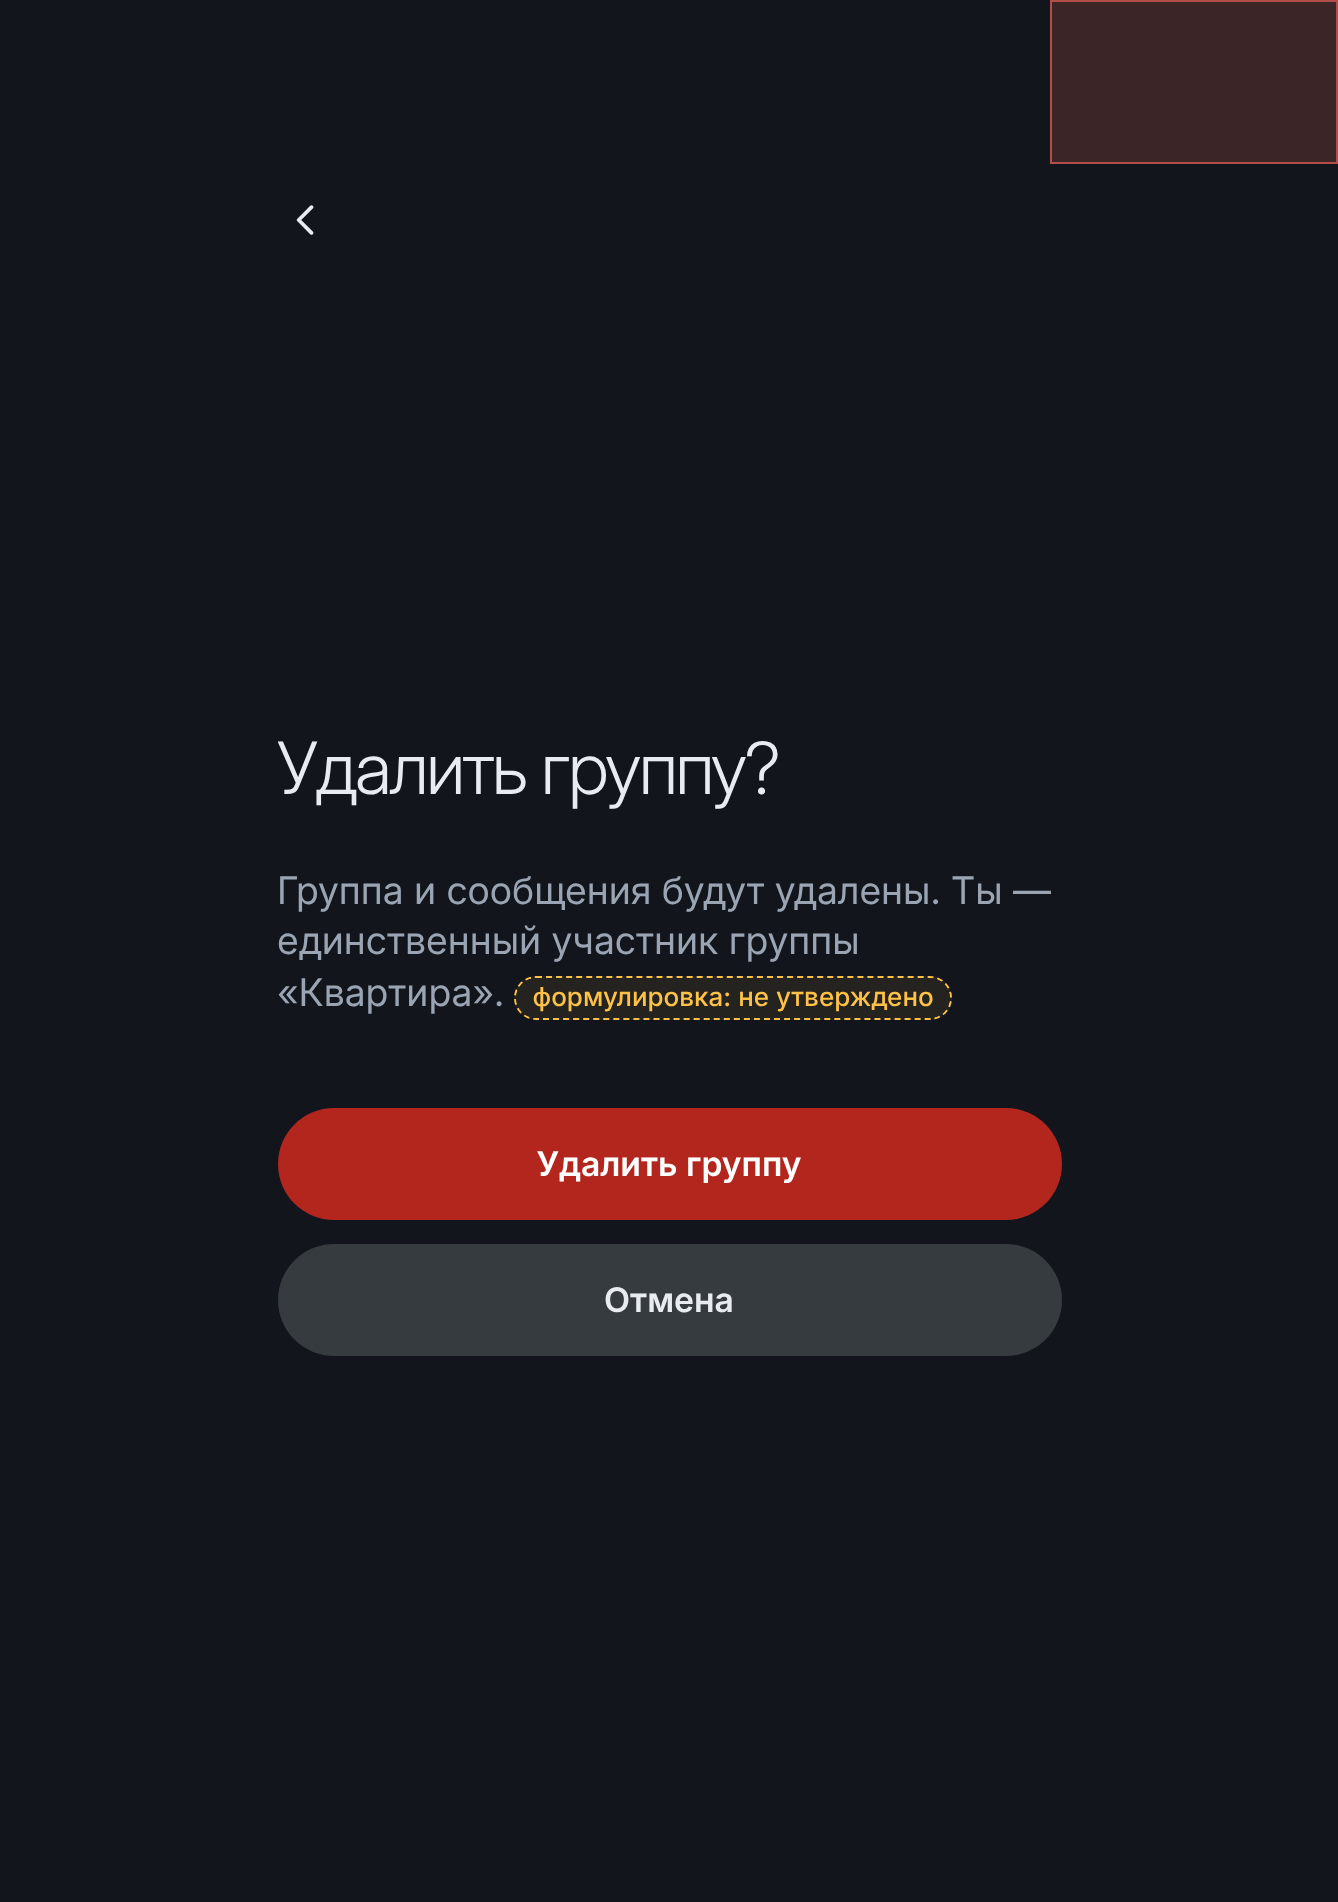 Удалить группу?
Группа и сообщения будут удалены. Ты —
единственный участник группы
«Квартира». формулировка: не утверждено
Удалить группу
Отмена